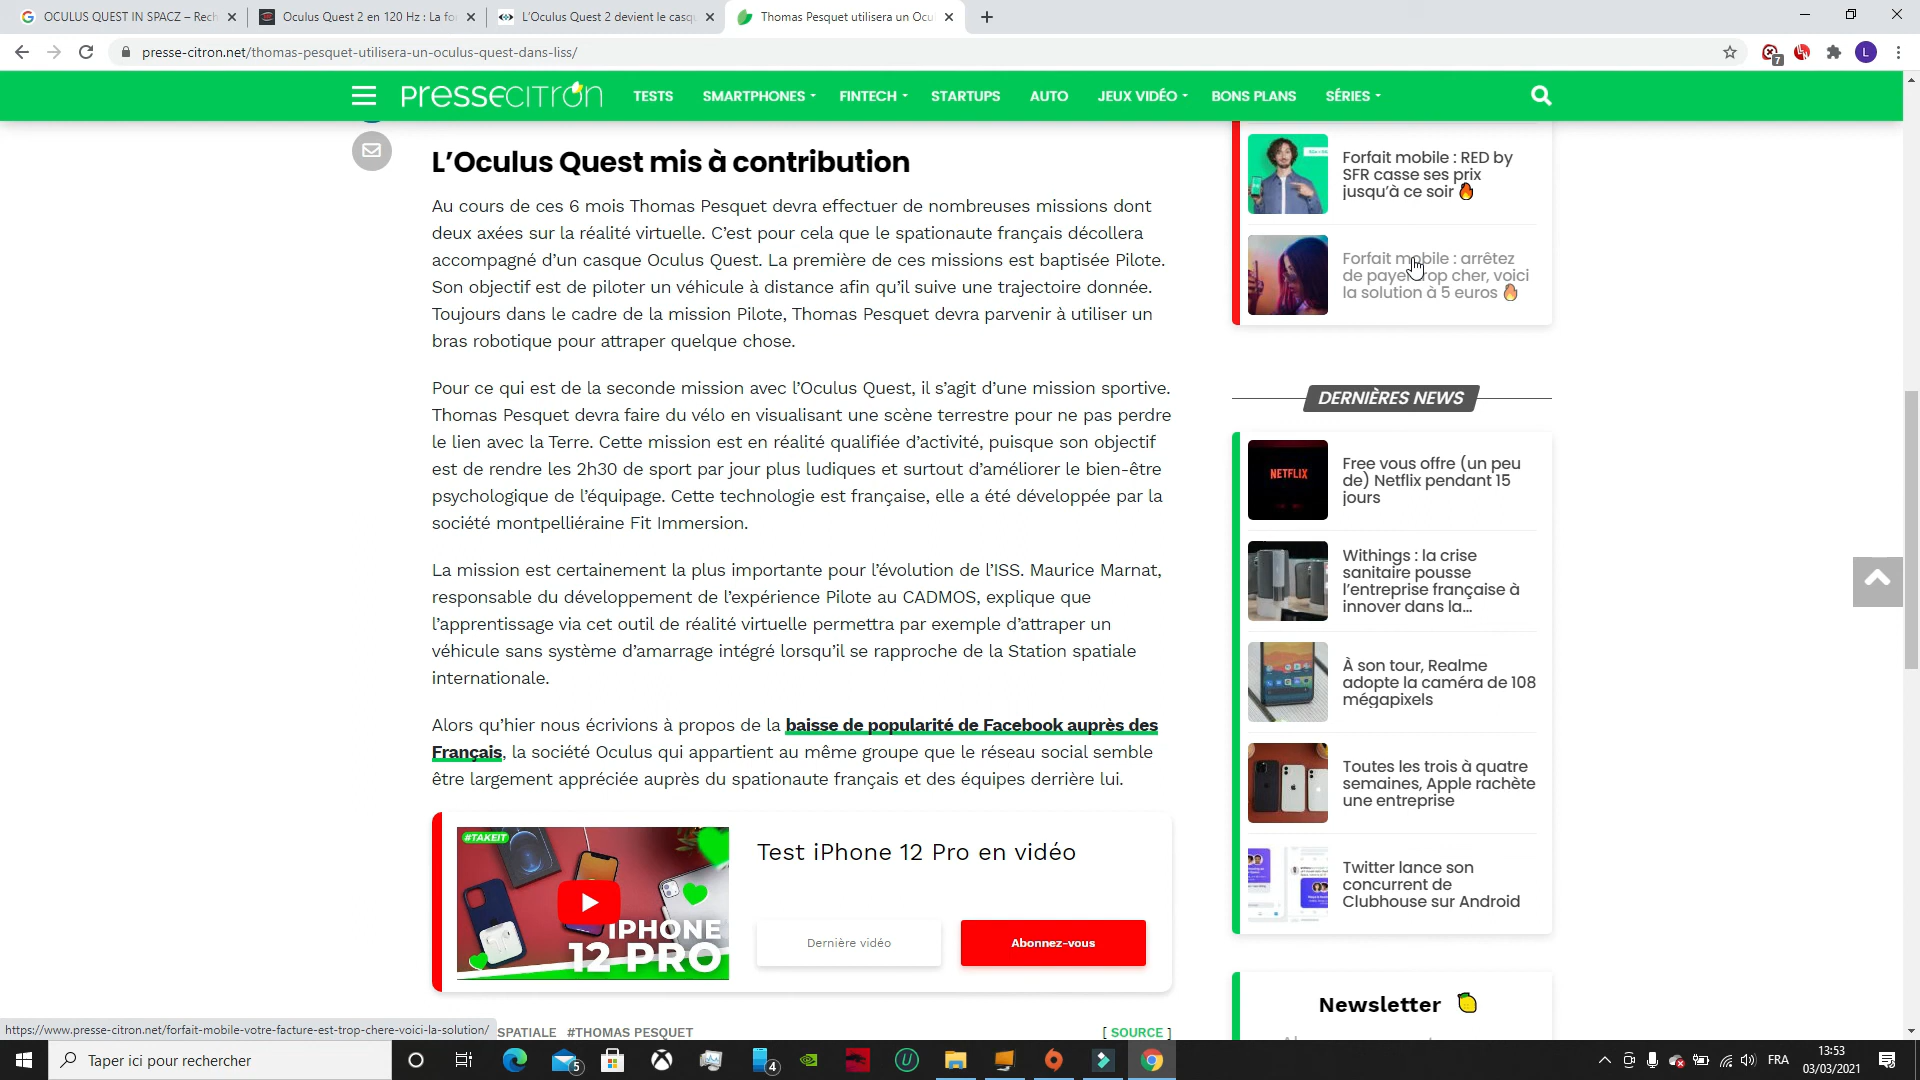 OCULUS QUEST IN SPACZ – Rech
Oculus Quest 2 en 120 Hz : La fo
L'Oculus Quest 2 devient le casq
Thomas Pesquet utilisera un Ocu
presse-citron.net/thomas-pesquet-utilisera-un-oculus-quest-dans-liss/
7
L
PRESSECITRON
TESTS
SMARTPHONES
FINTECH
STARTUPS
AUTO
JEUX VIDÉO
BONS PLANS
SÉRIES
L'Oculus Quest mis à contribution
Au cours de ces 6 mois Thomas Pesquet devra effectuer de nombreuses missions dont
deux axées sur la réalité virtuelle. C'est pour cela que le spationaute français décollera
accompagné d'un casque Oculus Quest. La première de ces missions est baptisée Pilote.
Son objectif est de piloter un véhicule à distance afin qu'il suive une trajectoire donnée.
Toujours dans le cadre de la mission Pilote, Thomas Pesquet devra parvenir à utiliser un
bras robotique pour attraper quelque chose.
Pour ce qui est de la seconde mission avec l'Oculus Quest, il s'agit d'une mission sportive.
Thomas Pesquet devra faire du vélo en visualisant une scène terrestre pour ne pas perdre
le lien avec la Terre. Cette mission est en réalité qualifiée d'activité, puisque son objectif
est de rendre les 2h30 de sport par jour plus ludiques et surtout d'améliorer le bien-être
psychologique de l'équipage. Cette technologie est française, elle a été développée par la
société montpelliéraine Fit Immersion.
La mission est certainement la plus importante pour l'évolution de l'ISS. Maurice Marnat,
responsable du développement de l'expérience Pilote au CADMOS, explique que
l'apprentissage via cet outil de réalité virtuelle permettra par exemple d'attraper un
véhicule sans système d'amarrage intégré lorsqu'il se rapproche de la Station spatiale
internationale.
Alors qu'hier nous écrivions à propos de la baisse de popularité de Facebook auprès des
Français, la société Oculus qui appartient au même groupe que le réseau social semble
être largement appréciée auprès du spationaute français et des équipes derrière lui.
#TAKEIT
IPHONE
12 PRO
Test iPhone 12 Pro en vidéo
Dernière vidéo
Abonnez-vous
SPATIALE #THOMAS PESQUET
[ SOURCE ]
Forfait mobile : RED by
SFR casse ses prix
jusqu'à ce soir 🔥
Forfait mobile : arrêtez
de payer trop cher, voici
la solution à 5 euros 🔥
DERNIÈRES NEWS
NETFLIX
Free vous offre (un peu
de) Netflix pendant 15
jours
Withings : la crise
sanitaire pousse
l'entreprise française à
innover dans la...
À son tour, Realme
adopte la caméra de 108
mégapixels
Toutes les trois à quatre
semaines, Apple rachète
une entreprise
Twitter lance son
concurrent de
Clubhouse sur Android
Newsletter 🍋
https://www.presse-citron.net/forfait-mobile-votre-facture-est-trop-chere-voici-la-solution/
Taper ici pour rechercher
5
4
FRA
13:53
03/03/2021